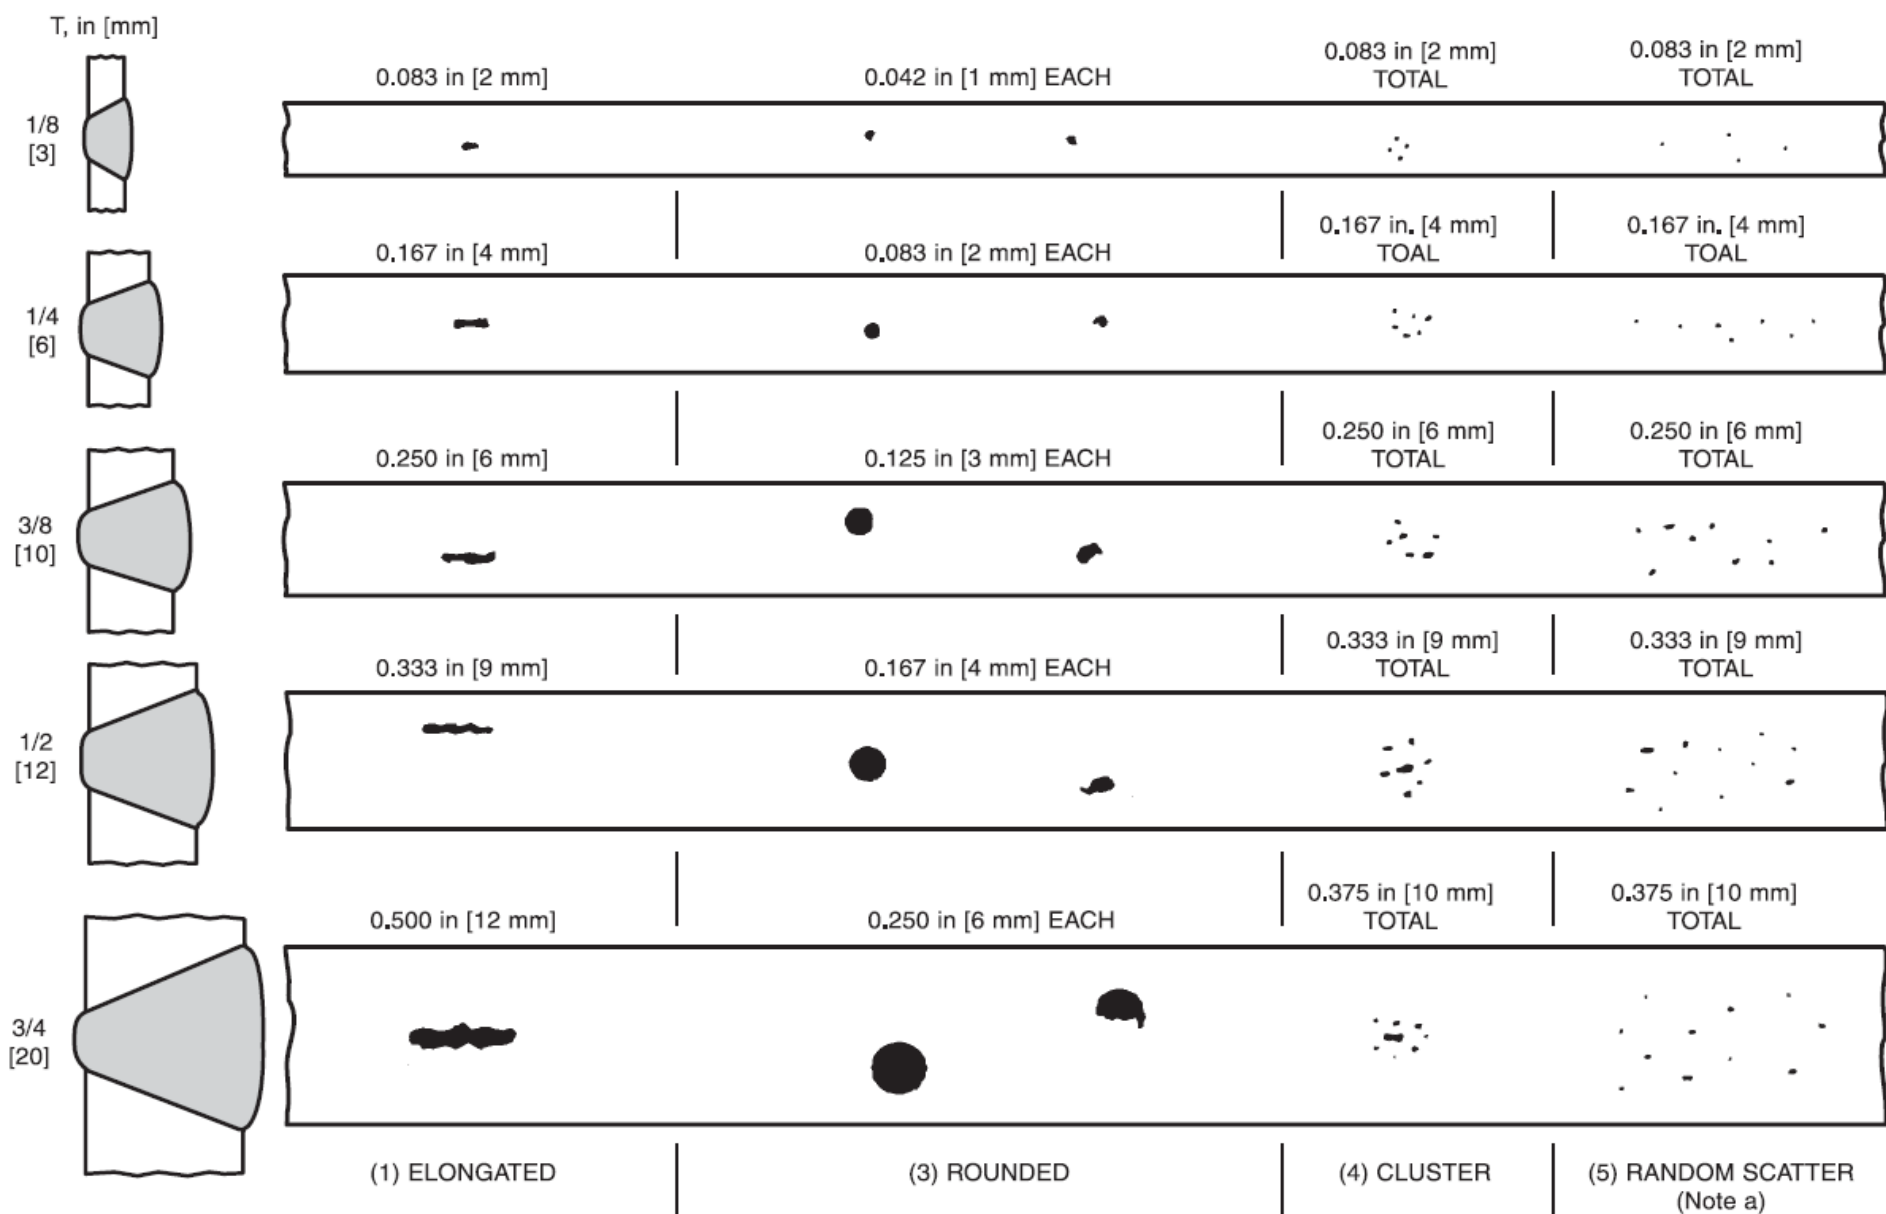 T, in [mm]
0.083 in [2 mm]
0.042 in [1 mm] EACH
0.083 in [2 mm]
TOTAL
0.083 in [2 mm]
TOTAL
1/8
[3]
0.167 in [4 mm]
0.083 in [2 mm] EACH
0.167 in. [4 mm]
TOAL
0.167 in. [4 mm]
TOAL
1/4
[6]
0.250 in [6 mm]
0.125 in [3 mm] EACH
0.250 in [6 mm]
TOTAL
0.250 in [6 mm]
TOTAL
3/8
[10]
0.333 in [9 mm]
0.167 in [4 mm] EACH
0.333 in [9 mm]
TOTAL
0.333 in [9 mm]
TOTAL
1/2
[12]
0.500 in [12 mm]
0.250 in [6 mm] EACH
0.375 in [10 mm]
TOTAL
0.375 in [10 mm]
TOTAL
3/4
[20]
(1) ELONGATED
(3) ROUNDED
(4) CLUSTER
(5) RANDOM SCATTER
(Note a)